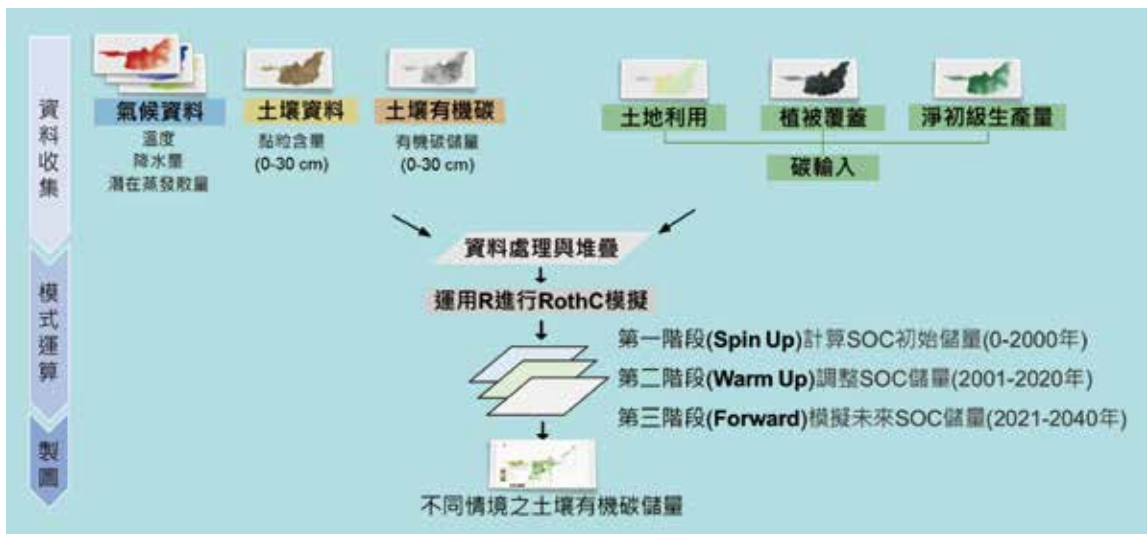 資料收集
氣候資料
溫度
降水量
潛在蒸發散量
土壤資料
黏粒含量
(0-30 cm)
土壤有機碳
有機碳儲量
(0-30 cm)
土地利用
植被覆蓋
淨初級生產量
碳輸入
資料處理與堆疊
模式運算
運用R進行RothC模擬
第一階段(Spin Up)計算SOC初始儲量(0-2000年)
第二階段(Warm Up)調整SOC儲量(2001-2020年)
第三階段(Forward)模擬未來SOC儲量(2021-2040年)
製圖
不同情境之土壤有機碳儲量